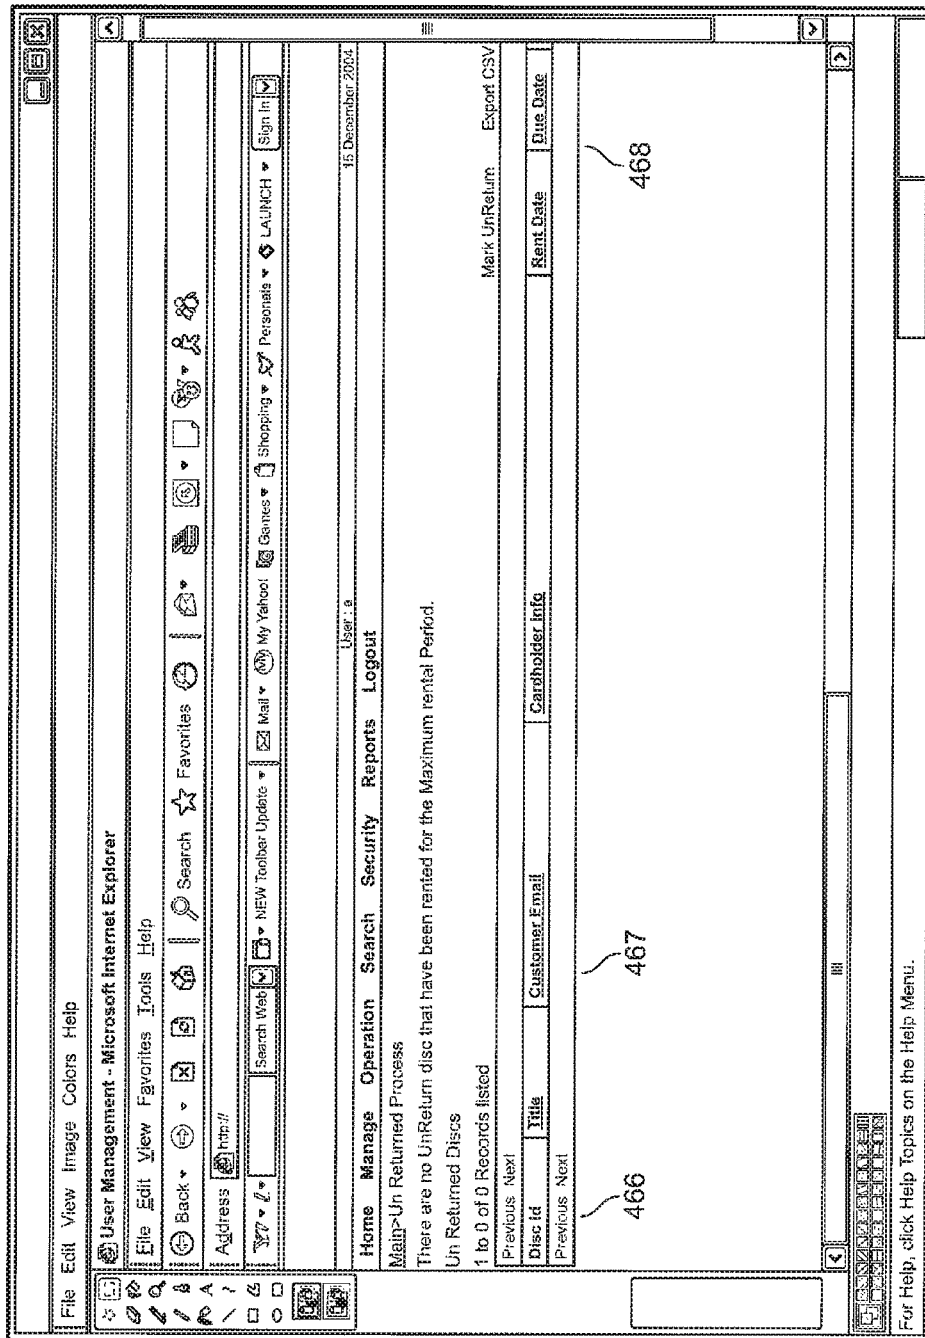 File Edit View Image Colors Help
User Management - Microsoft Internet Explorer
File Edit View Favorites Tools Help
Back Search Favorites
Address http://
Y7 Search Web NEW Toolbar Update Mail My Yahoo! Games Shopping Personals LAUNCH Sign In
User : a 15 December 2004
Home Manage Operation Search Security Reports Logout
Main>Un Returned Process
There are no UnReturn disc that have been rented for the Maximum rental Period.
Un Returned Discs
1 to 0 of 0 Records listed
Mark UnReturn Export CSV
Previous Next
Disc Id Title Customer Email Cardholder Info Rent Date Due Date
Previous Next
466 467 468
For Help, click Help Topics on the Help Menu.